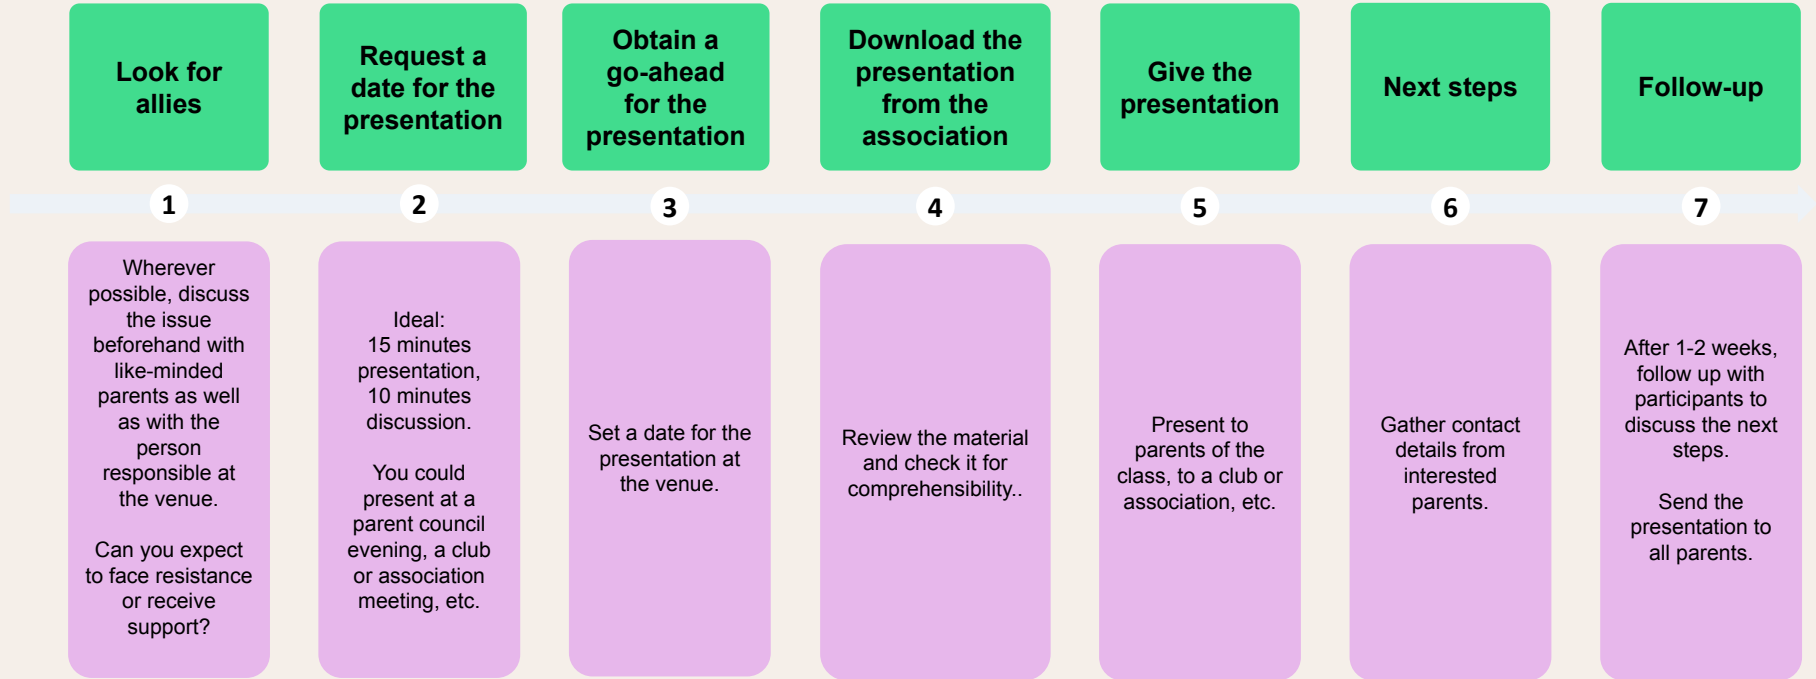 Look for
allies
Request a
date for the
presentation
Obtain a
go-ahead
for the
presentation
Download the
presentation
from the
association
Give the
presentation
Next steps
Follow-up
1
2
3
4
5
6
7
Wherever
possible, discuss
the issue
beforehand with
like-minded
parents as well
as with the
person
responsible at
the venue.
Can you expect
to face resistance
or receive
support?
Ideal:
15 minutes
presentation,
10 minutes
discussion.
You could
present at a
parent council
evening, a club
or association
meeting, etc.
Set a date for the
presentation at
the venue.
Review the material
and check it for
comprehensibility..
Present to
parents of the
class, to a club or
association, etc.
Gather contact
details from
interested
parents.
After 1-2 weeks,
follow up with
participants to
discuss the next
steps.
Send the
presentation to
all parents.